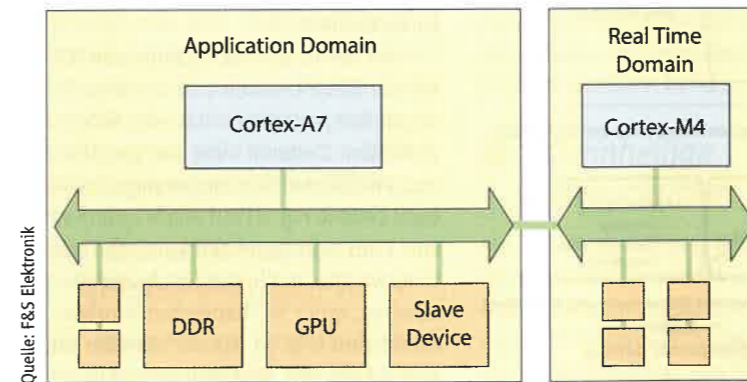 Application Domain
Real Time
Domain
Cortex-A7
Cortex-M4
DDR
GPU
Slave
Device
Quelle: F&S Elektronik